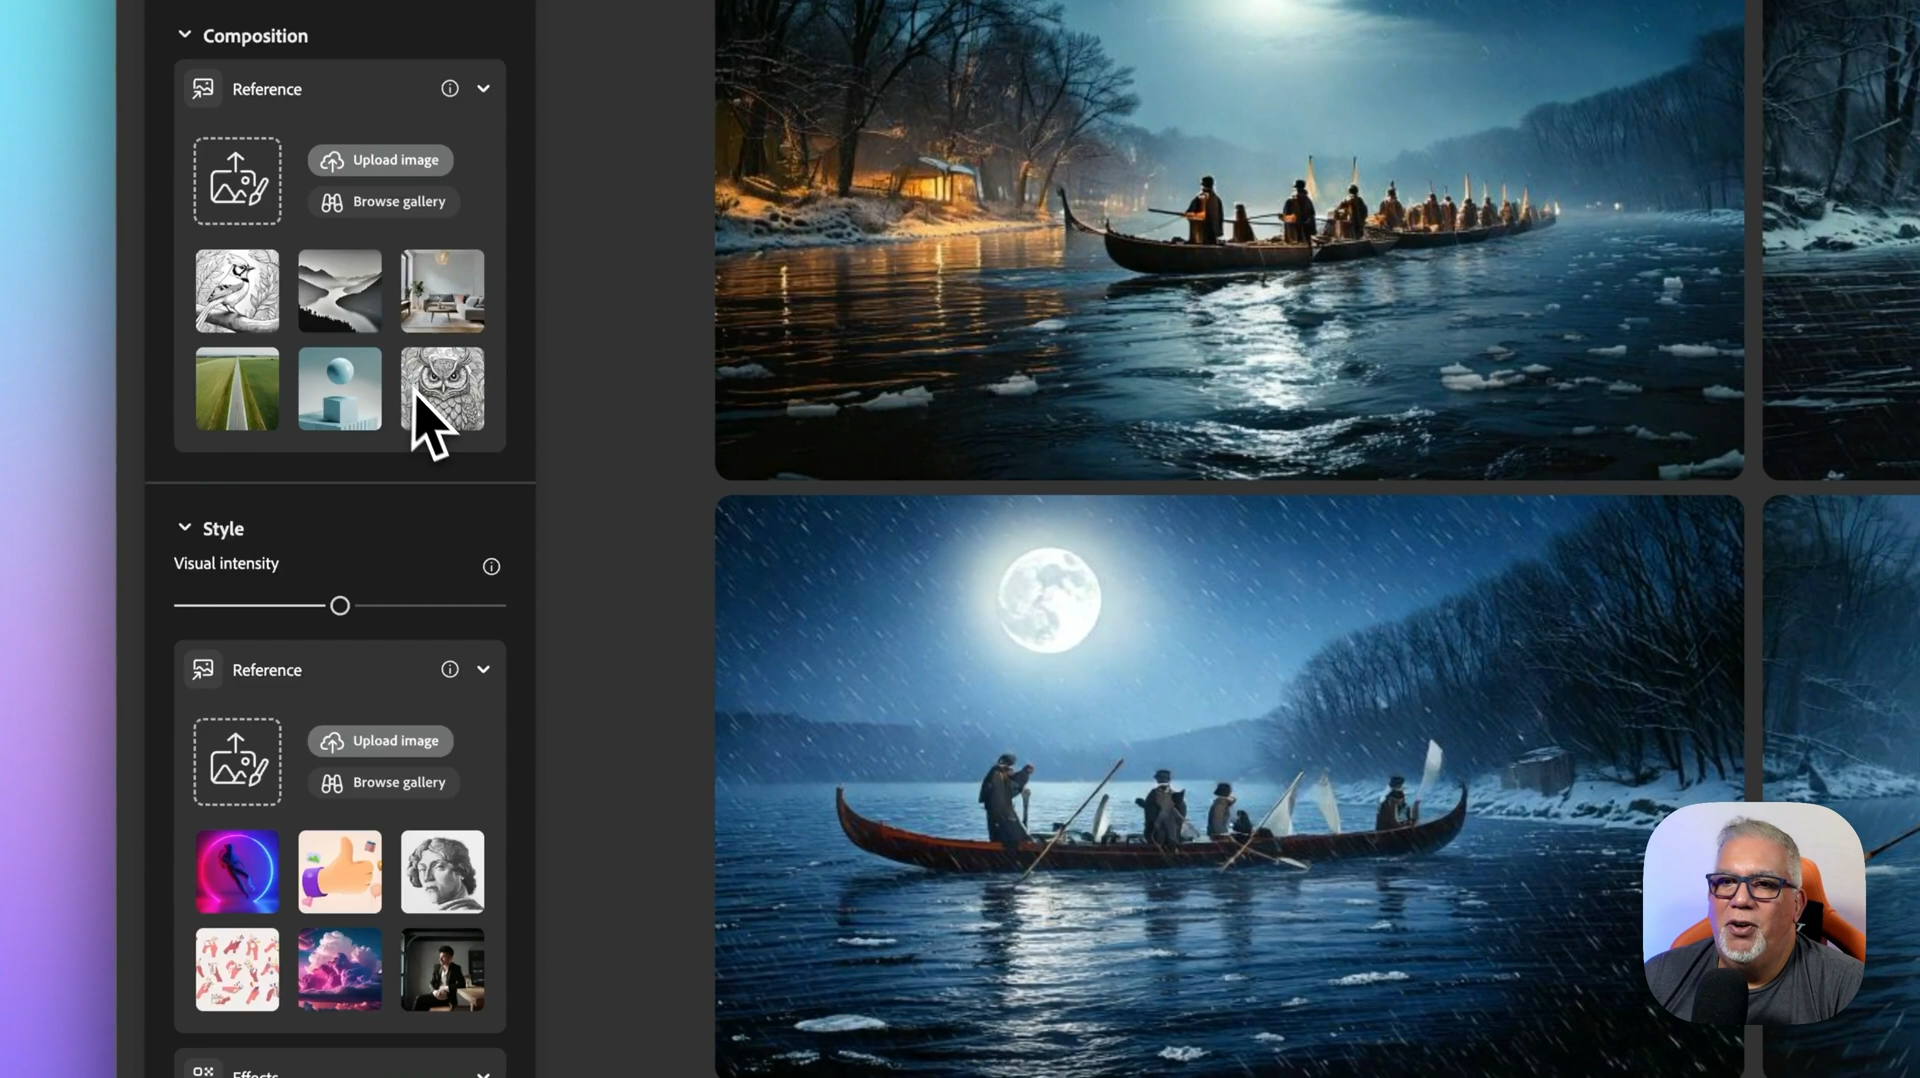 Composition
Reference
Upload image
Browse gallery
Style
Visual intensity
Reference
Upload image
Browse gallery
Effects